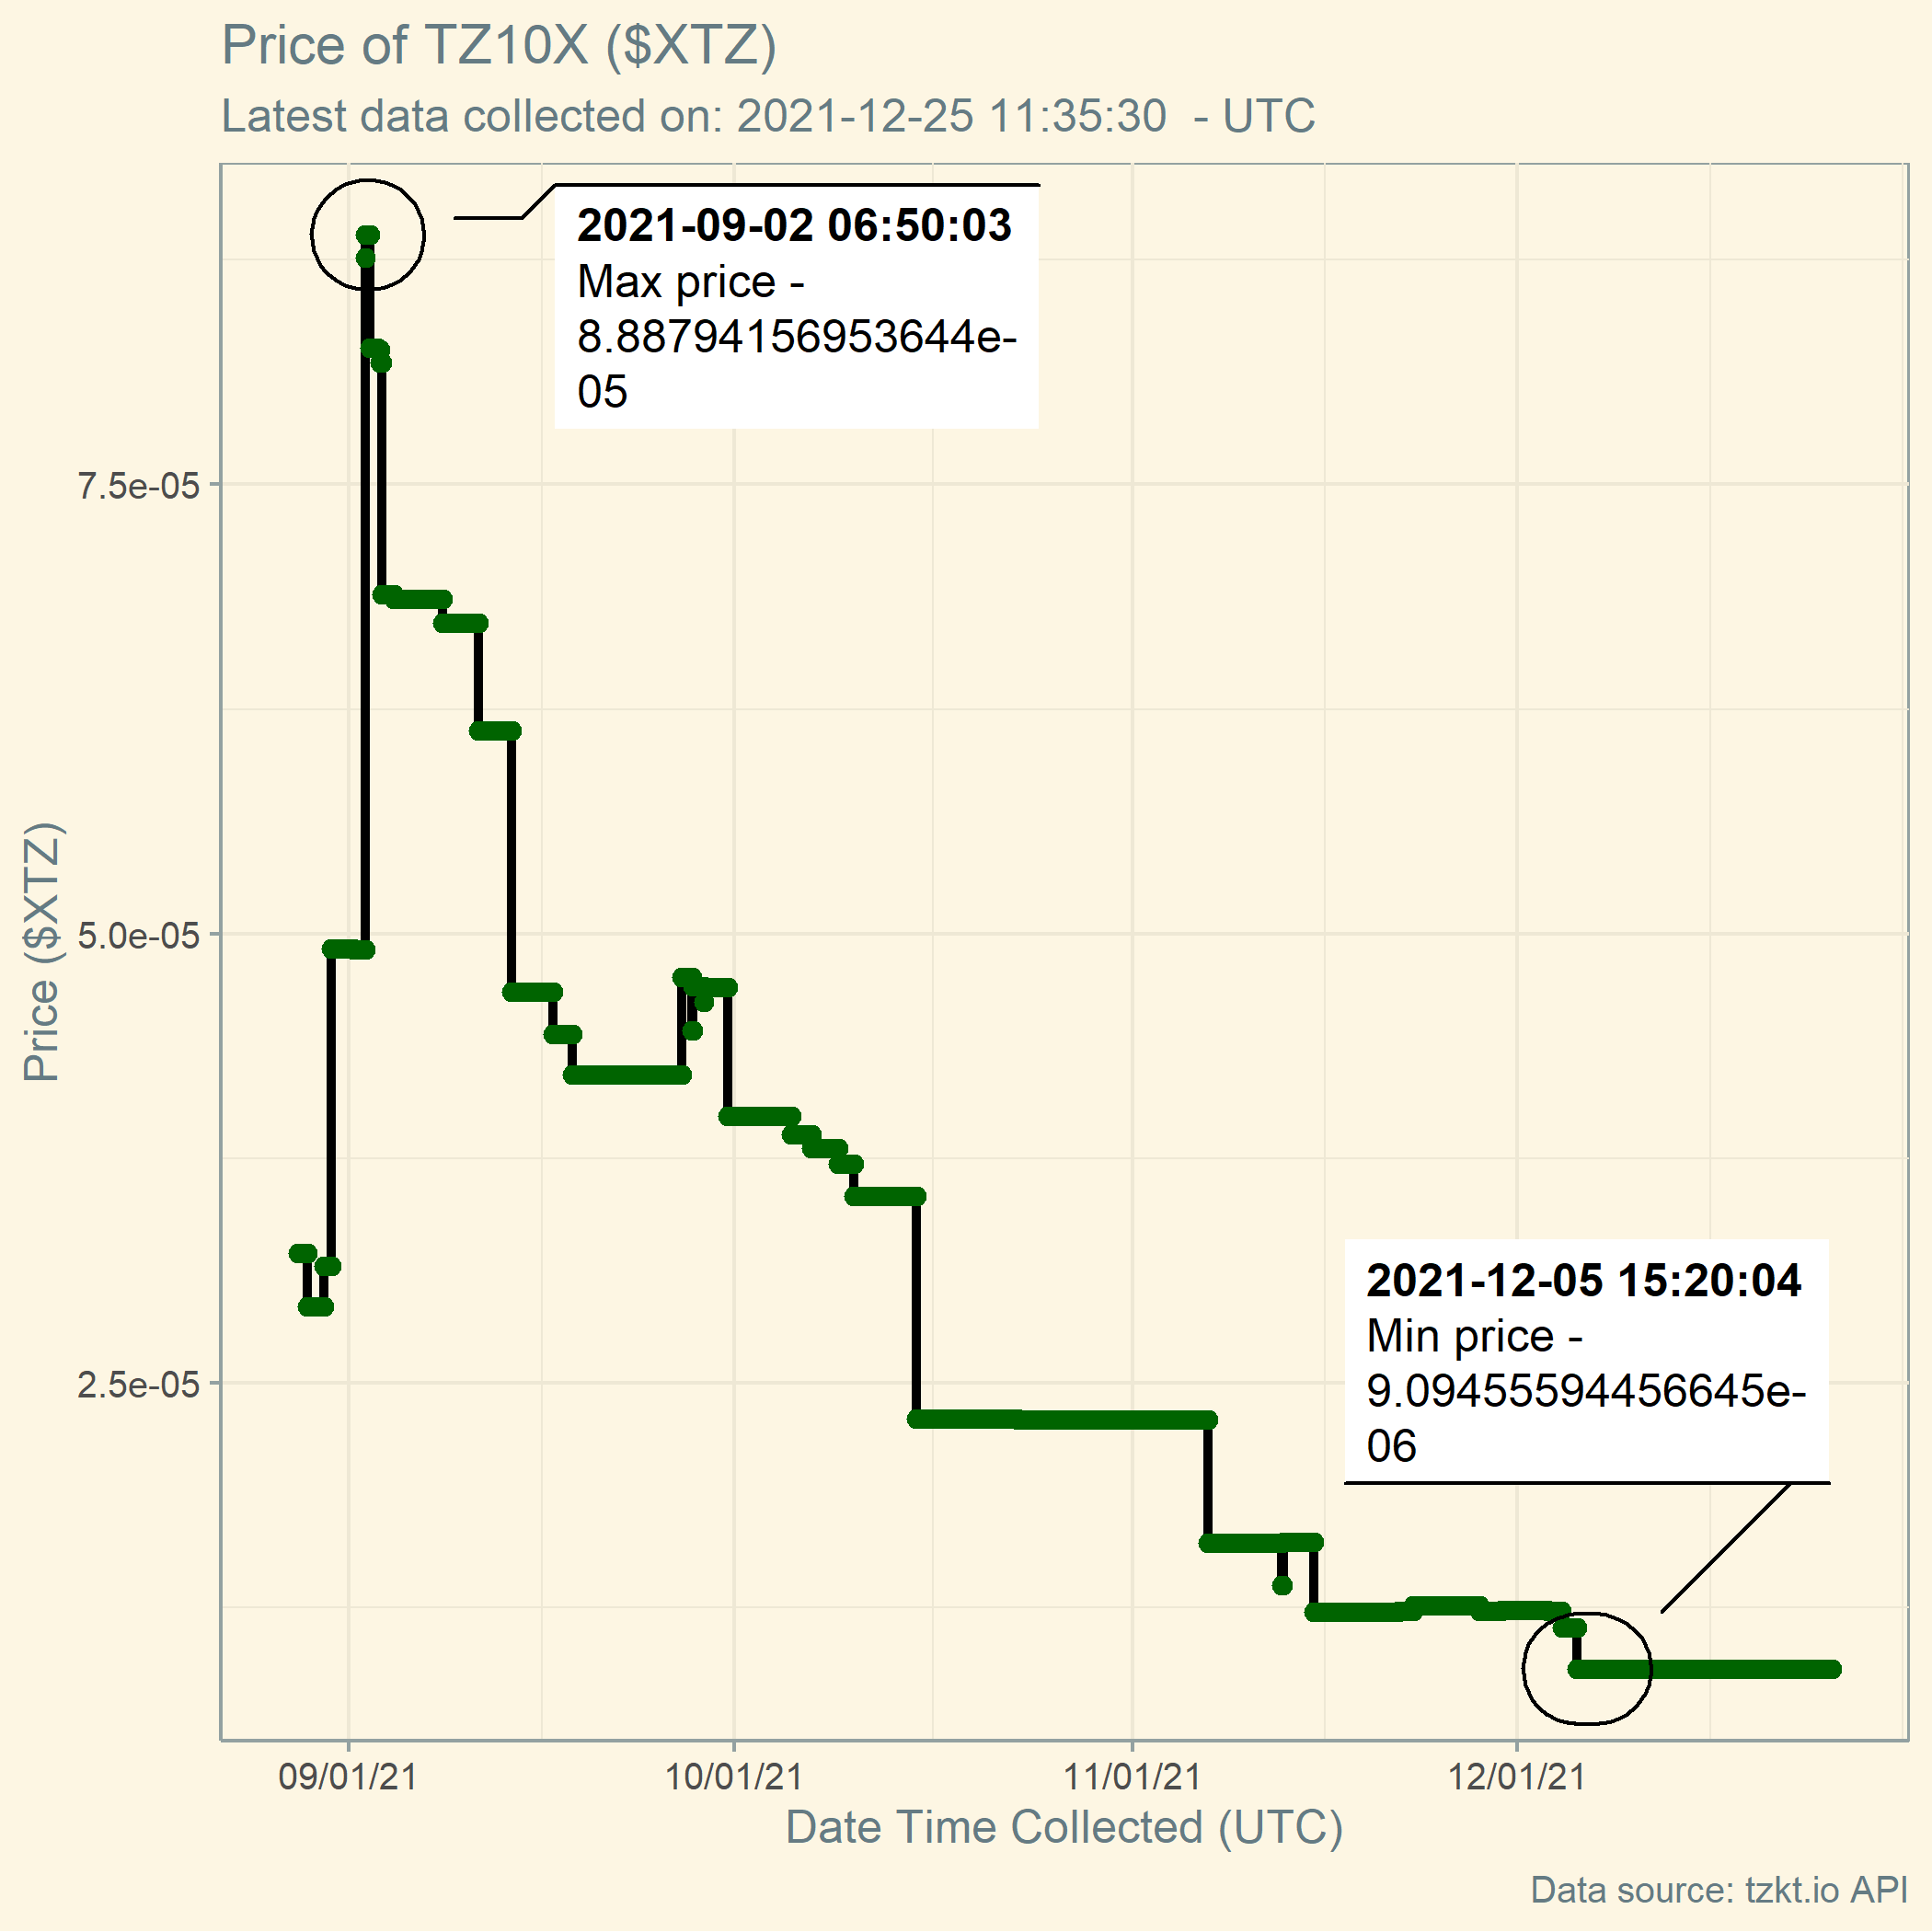 Price of TZ10X ($XTZ)
Latest data collected on: 2021-12-25 11:35:30  - UTC
2021-09-02 06:50:03
Max price -
8.88794156953644e-
05
7.5e-05
5.0e-05
2.5e-05
Price ($XTZ)
2021-12-05 15:20:04
Min price -
9.09455594456645e-
06
09/01/21
10/01/21
11/01/21
12/01/21
Date Time Collected (UTC)
Data source: tzkt.io API